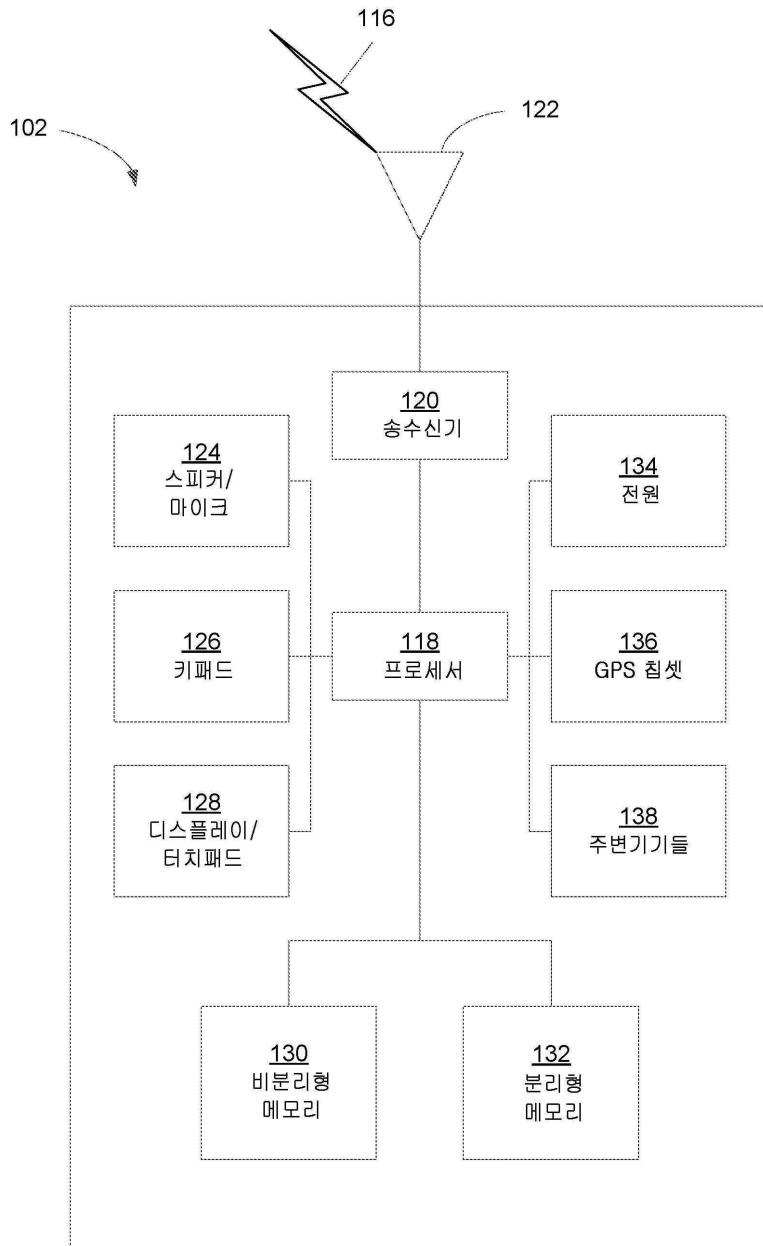 116
122
102
120
송수신기
124
스피커/
마이크
134
전원
126
키패드
118
프로세서
136
GPS 칩셋
128
디스플레이/
터치패드
138
주변기기들
130
비분리형
메모리
132
분리형
메모리